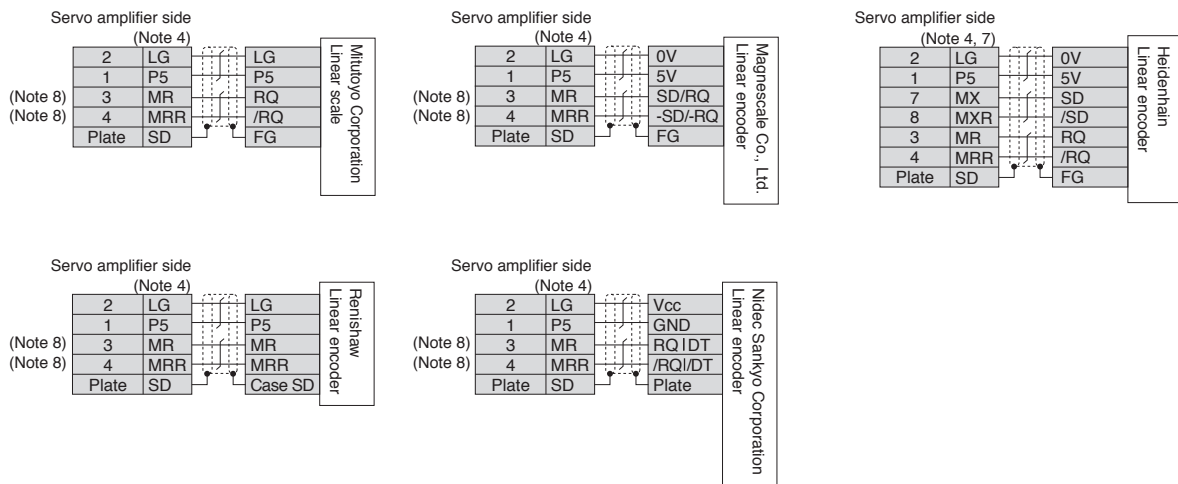 Servo amplifier side
(Note 4)
2 LG LG
1 P5 P5
(Note 8) 3 MR RQ
(Note 8) 4 MRR /RQ
Plate SD FG
Mitutoyo Corporation
Linear scale
Servo amplifier side
(Note 4)
2 LG 0V
1 P5 5V
(Note 8) 3 MR SD/RQ
(Note 8) 4 MRR -SD/-RQ
Plate SD FG
Magnescale Co., Ltd.
Linear encoder
Servo amplifier side
(Note 4, 7)
2 LG 0V
1 P5 5V
7 MX SD
8 MXR /SD
3 MR RQ
4 MRR /RQ
Plate SD FG
Heidenhain
Linear encoder
Servo amplifier side
(Note 4)
2 LG LG
1 P5 P5
(Note 8) 3 MR MR
(Note 8) 4 MRR MRR
Plate SD Case SD
Renishaw
Linear encoder
Servo amplifier side
(Note 4)
2 LG Vcc
1 P5 GND
(Note 8) 3 MR RQ|DT
(Note 8) 4 MRR /RQ|/DT
Plate SD Plate
Nidec Sankyo Corporation
Linear encoder